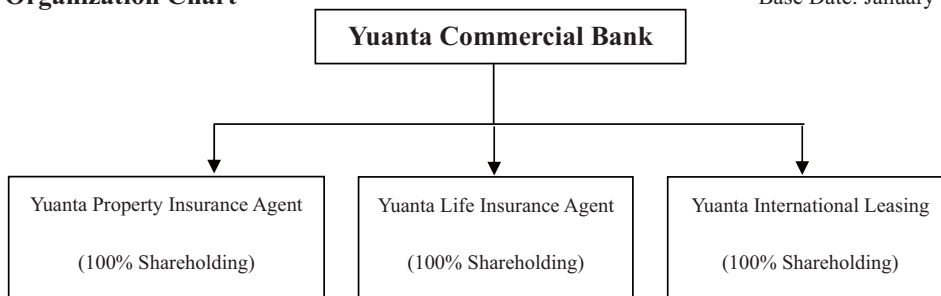 Organization Chart
Base Date: January
Yuanta Commercial Bank
Yuanta Property Insurance Agent
(100% Shareholding)
Yuanta Life Insurance Agent
(100% Shareholding)
Yuanta International Leasing
(100% Shareholding)